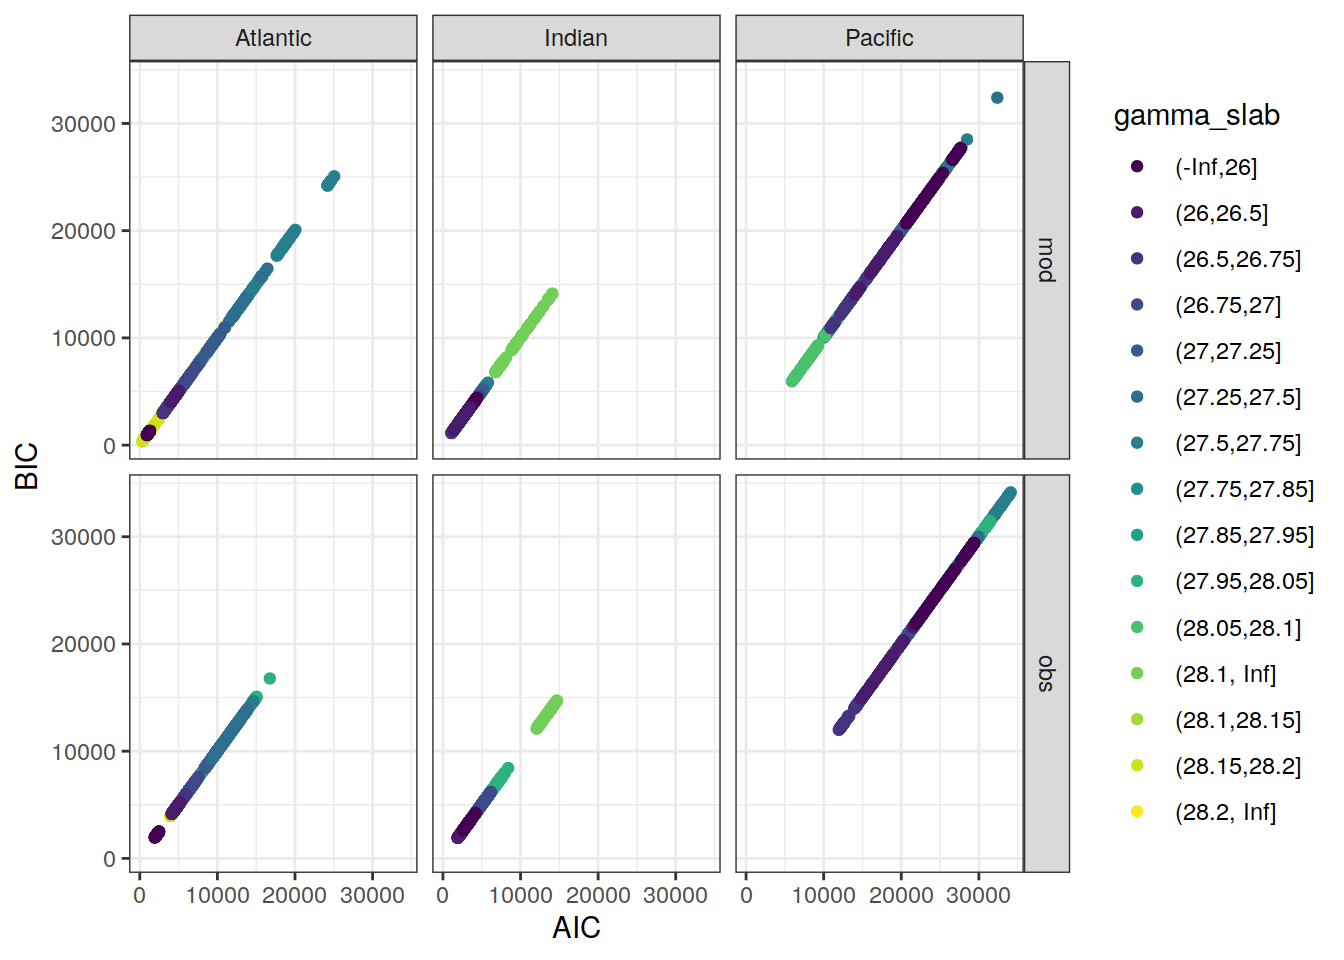 Atlantic Indian Pacific
30000
20000
10000
0
mod
30000
20000
10000
0
obs
BIC
0 10000 20000 30000 0 10000 20000 30000 0 10000 20000 30000
AIC
gamma_slab
(-Inf,26]
(26,26.5]
(26.5,26.75]
(26.75,27]
(27,27.25]
(27.25,27.5]
(27.5,27.75]
(27.75,27.85]
(27.85,27.95]
(27.95,28.05]
(28.05,28.1]
(28.1, Inf]
(28.1,28.15]
(28.15,28.2]
(28.2, Inf]